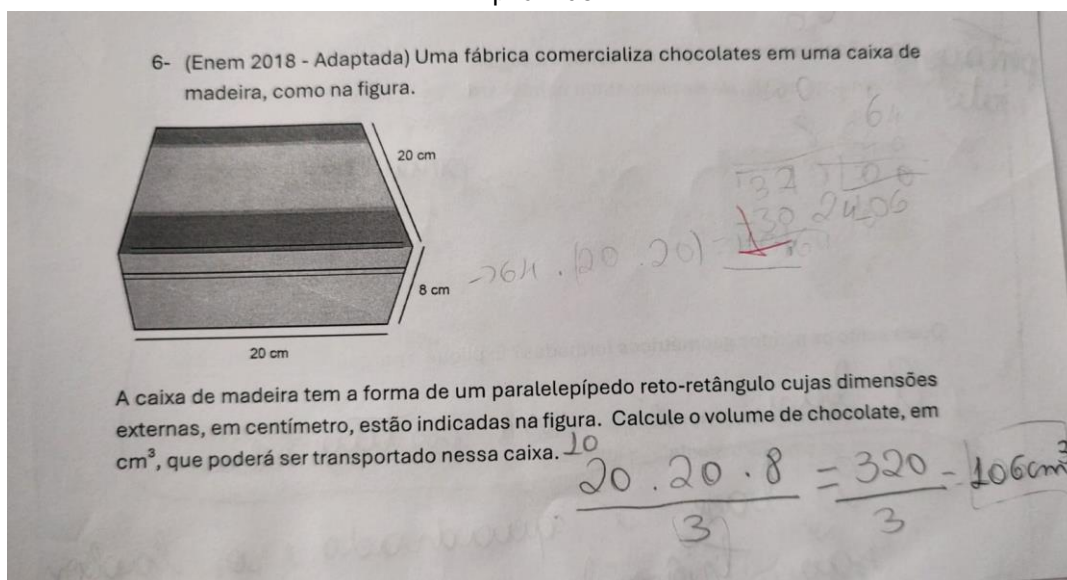 6- (Enem 2018 - Adaptada) Uma fábrica comercializa chocolates em uma caixa de
madeira, como na figura.
20 cm
8 cm
20 cm
64 . (20 . 20)
A caixa de madeira tem a forma de um paralelepípedo reto-retângulo cujas dimensões
externas, em centímetro, estão indicadas na figura. Calcule o volume de chocolate, em
cm³, que poderá ser transportado nessa caixa. 10
20 . 20 . 8 = 320 - 106cm³
3 3